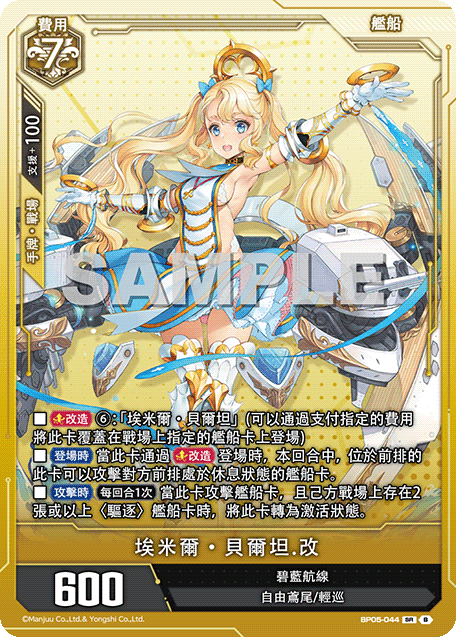 費用
7
艦船
支援+100
手牌・戰場
SAMPLE
■ 改造 ⑥:「埃米爾・貝爾坦」(可以通過支付指定的費用
將此卡覆蓋在戰場上指定的艦船卡上登場)
■ 登場時 當此卡通過 改造 登場時,本回合中,位於前排的
此卡可以攻擊對方前排處於休息狀態的艦船卡。
■ 攻擊時 每回合1次 當此卡攻擊艦船卡,且己方戰場上存在2
張或以上〈驅逐〉艦船卡時,將此卡轉為激活狀態。
埃米爾・貝爾坦.改
600
碧藍航線
自由鳶尾/輕巡
©Manjuu Co.,Ltd.& Yongshi Co.,Ltd.
BP05-044 SR B